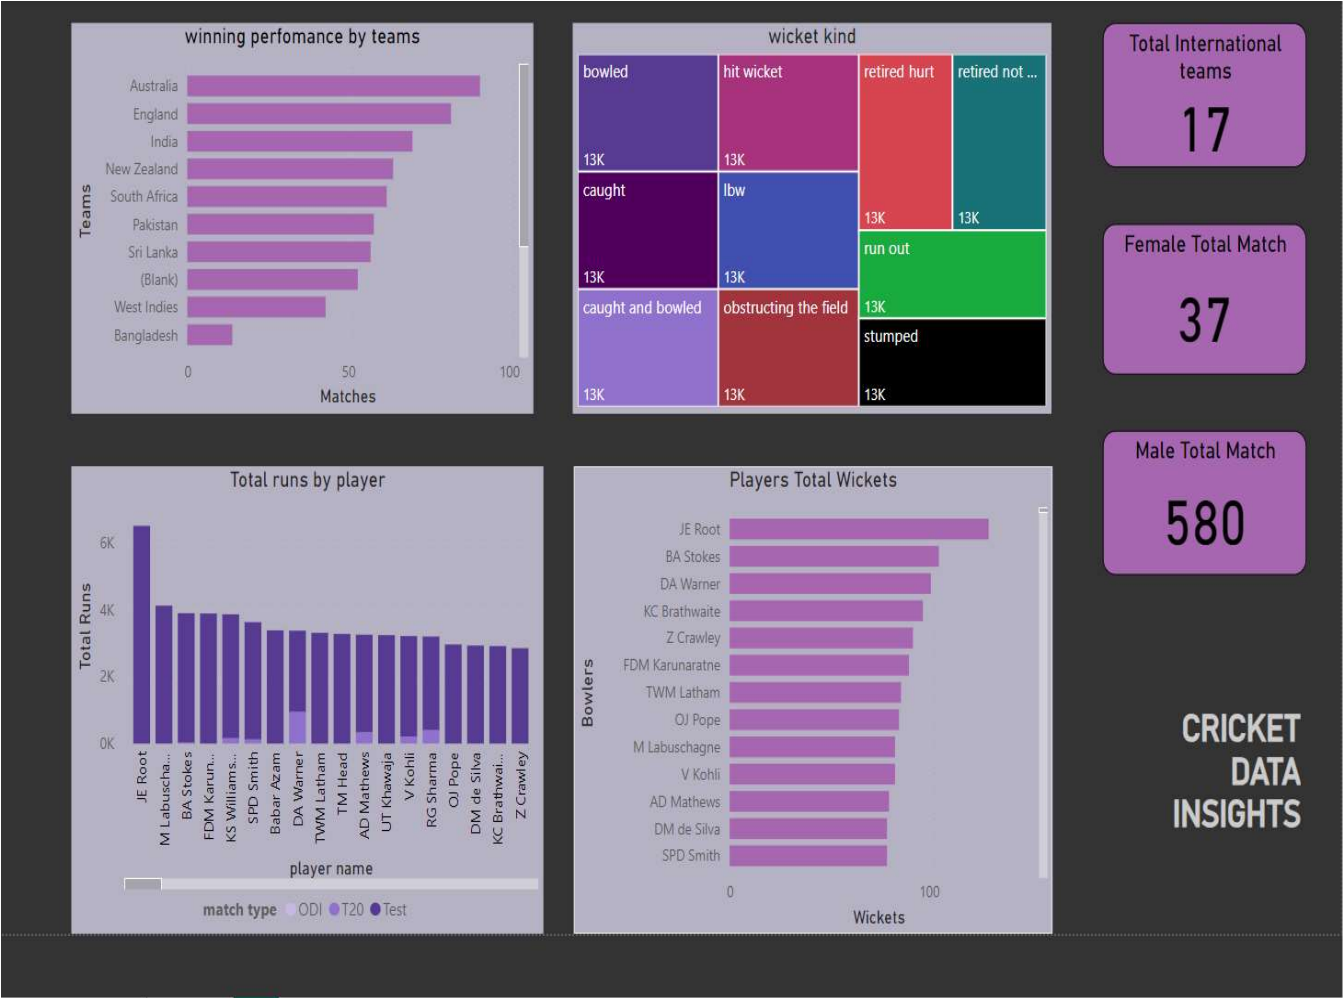 winning perfomance by teams
Teams
Australia
England
India
New Zealand
South Africa
Pakistan
Sri Lanka
(Blank)
West Indies
Bangladesh
0 50 100
Matches
wicket kind
bowled
13K
hit wicket
13K
retired hurt
13K
retired not ...
13K
caught
13K
lbw
13K
run out
13K
caught and bowled
13K
obstructing the field
13K
stumped
13K
Total International
teams
17
Female Total Match
37
Male Total Match
580
Total runs by player
Total Runs
6K
4K
2K
0K
JE Root
M Labuscha...
BA Stokes
FDM Karun...
KS Williams...
SPD Smith
Babar Azam
DA Warner
TWM Latham
TM Head
AD Mathews
UT Khawaja
V Kohli
RG Sharma
OJ Pope
DM de Silva
KC Brathwai...
Z Crawley
player name
match type ODI T20 Test
Players Total Wickets
Bowlers
JE Root
BA Stokes
DA Warner
KC Brathwaite
Z Crawley
FDM Karunaratne
TWM Latham
OJ Pope
M Labuschagne
V Kohli
AD Mathews
DM de Silva
SPD Smith
0 100
Wickets
CRICKET
DATA
INSIGHTS